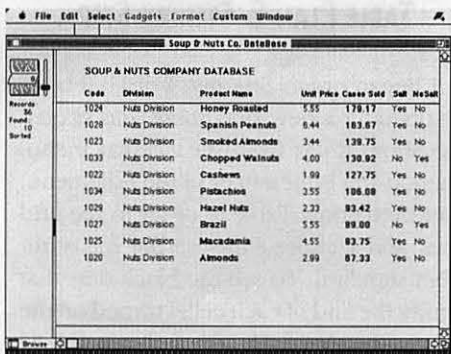 File Edit Select Gadgets Format Custom Window
Soup & Nuts Co. DataBase
SOUP & NUTS COMPANY DATABASE
Code Division Product Name Unit Price Cases Sold Salt NoSalt
1024 Nuts Division Honey Roasted 5.55 179.17 Yes No
1026 Nuts Division Spanish Peanuts 6.44 163.67 Yes No
1023 Nuts Division Smoked Almonds 3.44 139.75 Yes No
1033 Nuts Division Chopped Walnuts 4.00 130.92 No Yes
1022 Nuts Division Cashews 1.99 127.75 Yes No
1034 Nuts Division Pistachios 3.55 106.08 Yes No
1029 Nuts Division Hazel Nuts 2.33 93.42 Yes No
1027 Nuts Division Brazil 5.55 89.00 No Yes
1025 Nuts Division Macadamia 4.55 83.75 Yes No
1020 Nuts Division Almonds 2.99 67.33 Yes No
Records
36
Found
10
Sorted
Browse